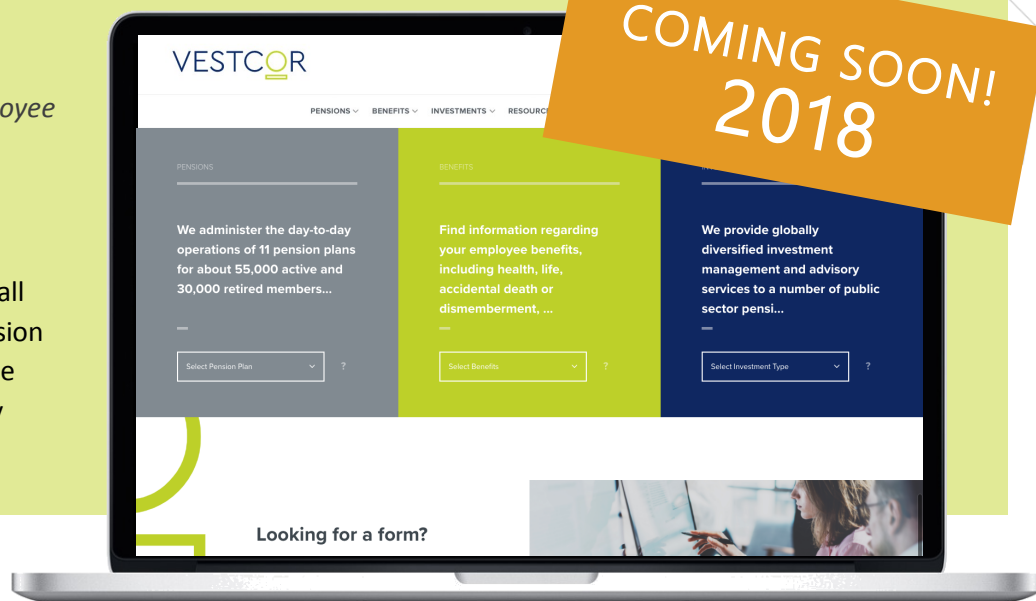 oyee
all
sion
e
y
COMING SOON!
2018
VESTCOR
PENSIONS BENEFITS INVESTMENTS RESOURC
PENSIONS
We administer the day-to-day
operations of 11 pension plans
for about 55,000 active and
30,000 retired members...
Select Pension Plan ?
BENEFITS
Find information regarding
your employee benefits,
including health, life,
accidental death or
dismemberment, ...
Select Benefits ?
We provide globally
diversified investment
management and advisory
services to a number of public
sector pensi...
Select Investment Type ?
Looking for a form?